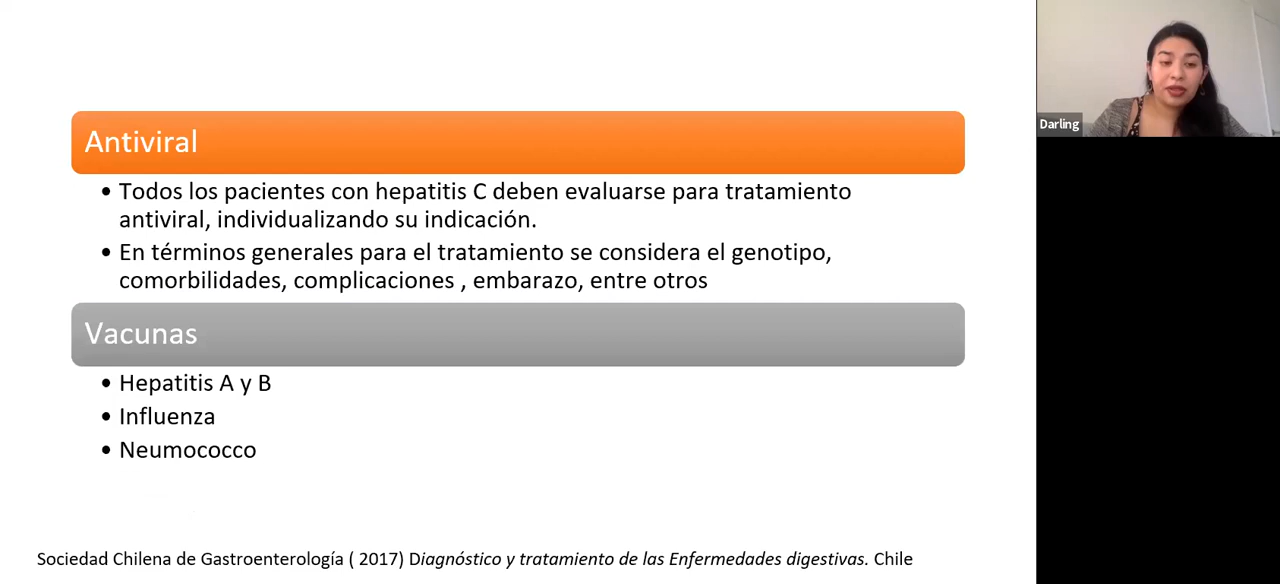 Antiviral
• Todos los pacientes con hepatitis C deben evaluarse para tratamiento
antiviral, individualizando su indicación.
• En términos generales para el tratamiento se considera el genotipo,
comorbilidades, complicaciones , embarazo, entre otros
Vacunas
• Hepatitis A y B
• Influenza
• Neumococco
Sociedad Chilena de Gastroenterología ( 2017) Diagnóstico y tratamiento de las Enfermedades digestivas. Chile
Darling